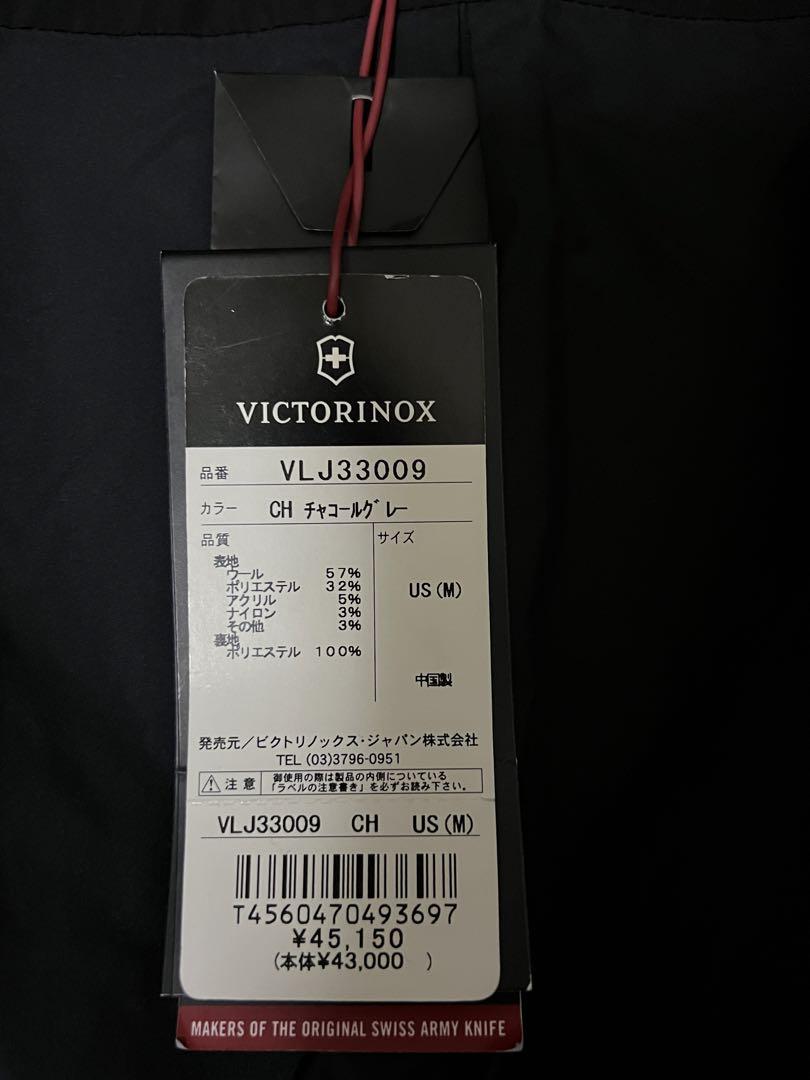 VICTORINOX
品番 VLJ33009
カラー CH チャコールグレー
品質 サイズ
表地
ウール 57%
ポリエステル 32%
アクリル 5%
ナイロン 3%
その他 3%
裏地
ポリエステル 100%
US(M)
中国製
発売元/ビクトリノックス・ジャパン株式会社
TEL (03)3796-0951
注意 御使用の際は製品の内側についている
「ラベルの注意書き」を必ずお読み下さい。
VLJ33009 CH US(M)
T4560470493697
¥45,150
(本体¥43,000 )
MAKERS OF THE ORIGINAL SWISS ARMY KNIFE